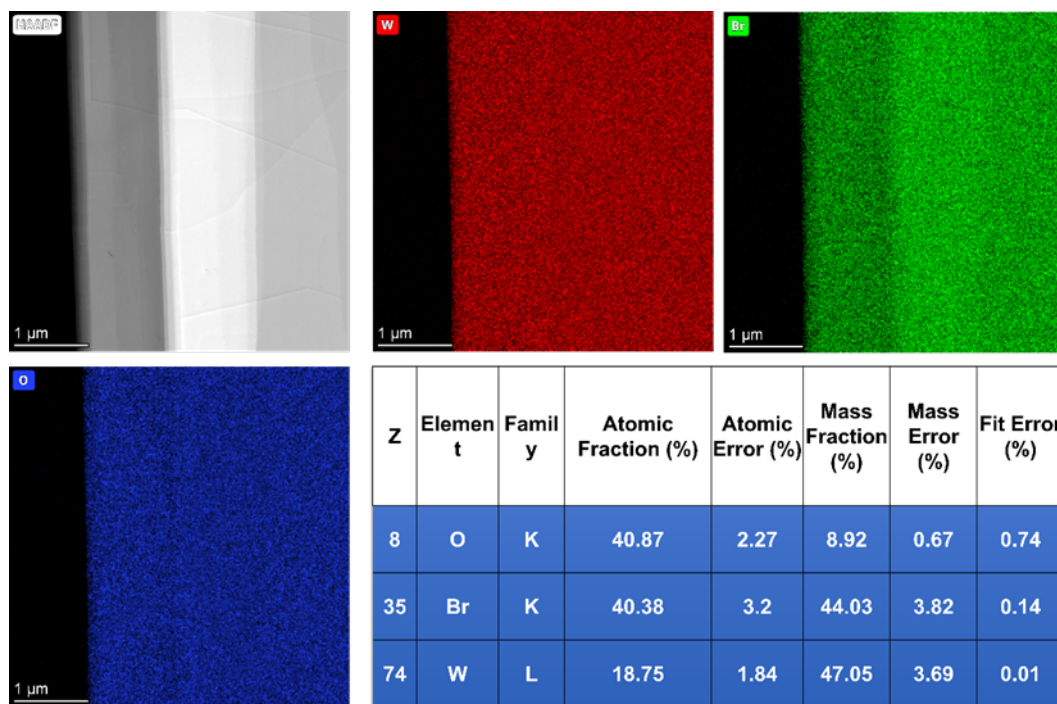 HAADF
W
Br
1 µm
1 µm
1 µm
O
1 µm
Z
Elemen
t
Famil
y
Atomic
Fraction (%)
Atomic
Error (%)
Mass
Fraction
(%)
Mass
Error
(%)
Fit Error
(%)
8 O K 40.87 2.27 8.92 0.67 0.74
35 Br K 40.38 3.2 44.03 3.82 0.14
74 W L 18.75 1.84 47.05 3.69 0.01